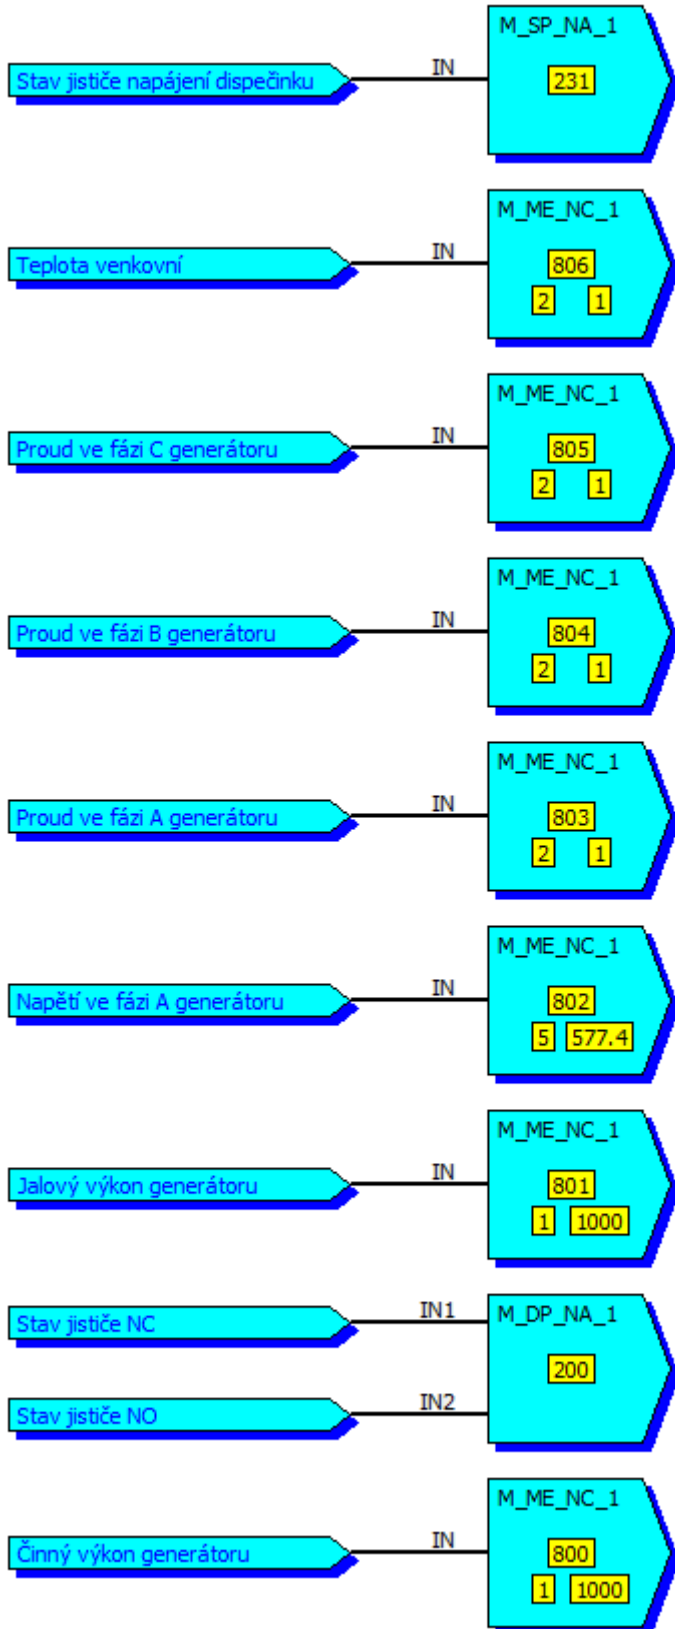 M_SP_NA_1
Stav jističe napájení dispečinku
IN
231
M_ME_NC_1
Teplota venkovní
IN
806
2 1
M_ME_NC_1
Proud ve fázi C generátoru
IN
805
2 1
M_ME_NC_1
Proud ve fázi B generátoru
IN
804
2 1
M_ME_NC_1
Proud ve fázi A generátoru
IN
803
2 1
M_ME_NC_1
Napětí ve fázi A generátoru
IN
802
5 577.4
M_ME_NC_1
Jalový výkon generátoru
IN
801
1 1000
Stav jističe NC
IN1
M_DP_NA_1
200
Stav jističe NO
IN2
M_ME_NC_1
Činný výkon generátoru
IN
800
1 1000